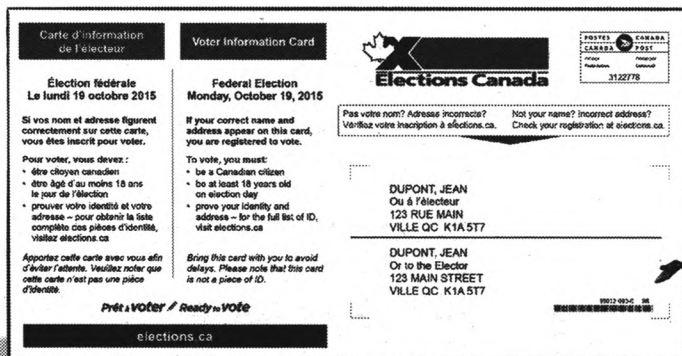 Carte d'information
de l'électeur
Élection fédérale
Le lundi 19 octobre 2015
Si vos nom et adresse figurent
correctement sur cette carte,
vous êtes inscrit pour voter.
Pour voter, vous devez :
• être citoyen canadien
• être âgé d'au moins 18 ans
le jour de l'élection
• prouver votre identité et votre
adresse – pour obtenir la liste
complète des pièces d'identité,
visitez elections.ca
Apportez cette carte avec vous afin
d'éviter l'attente. Veuillez noter que
cette carte n'est pas une pièce
d'identité.
Voter Information Card
Federal Election
Monday, October 19, 2015
If your correct name and
address appear on this card,
you are registered to vote.
To vote, you must:
• be a Canadian citizen
• be at least 18 years old
on election day
• prove your identity and
address – for the full list of ID,
visit elections.ca
Bring this card with you to avoid
delays. Please note that this card
is not a piece of ID.
Prêt à voter / Ready to vote
elections.ca
Elections Canada
POSTES CANADA
CANADA POST
3122778
Pas votre nom? Adresse incorrecte?
Vérifiez votre inscription à elections.ca.
Not your name? Incorrect address?
Check your registration at elections.ca.
DUPONT, JEAN
Ou à l'électeur
123 RUE MAIN
VILLE QC K1A 5T7
DUPONT, JEAN
Or to the Elector
123 MAIN STREET
VILLE QC K1A 5T7